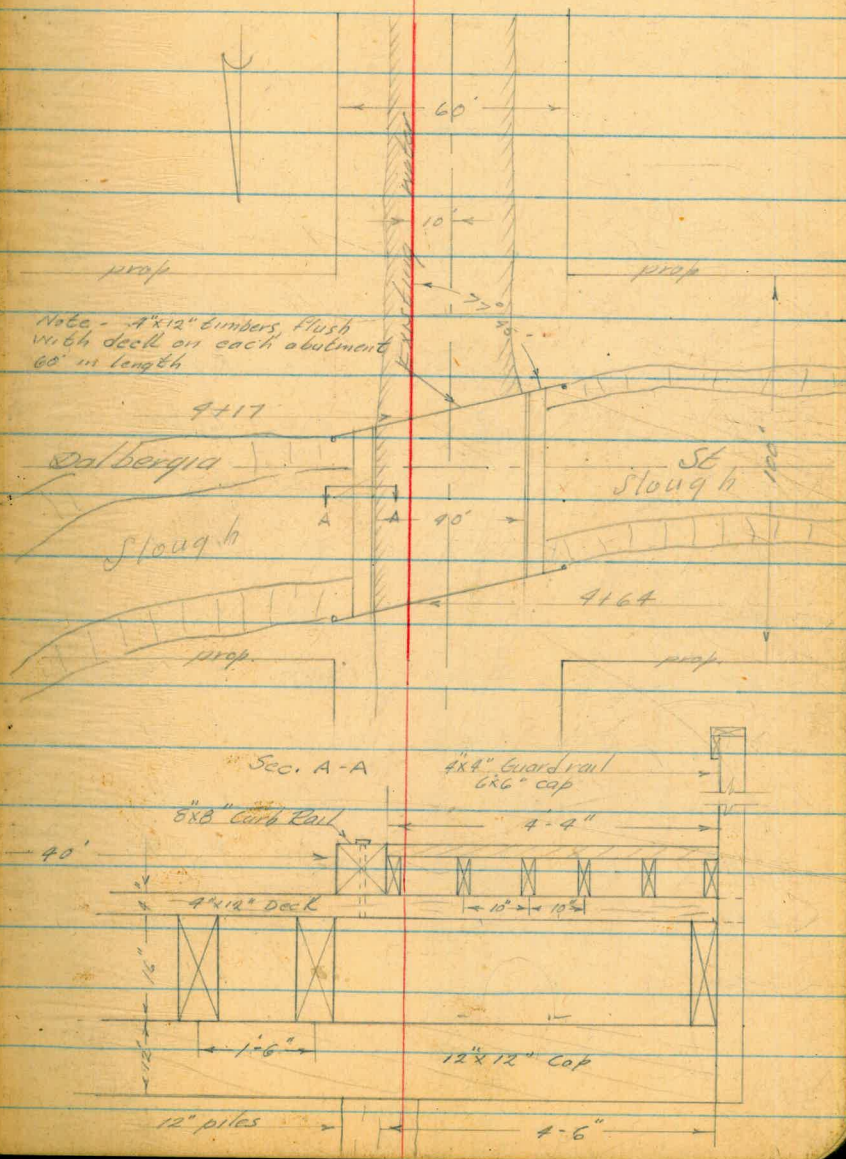 60'
10'
Existing water
prop
prop
Note - 4"x12" timbers, flush
with deck on each abutment
60' in length
4+17
Dalbergia
St
Slough
Slough
100'
A
A
40'
4+64
prop.
prop.
Sec. A-A
4"x4" Guard rail
6"x6" cap
8"x8" Curb Rail
4'-4"
40'
4"
4"x12" Deck
10"
10"
16"
1'-6"
12"
12"x12" Cap
12" piles
4'-6"